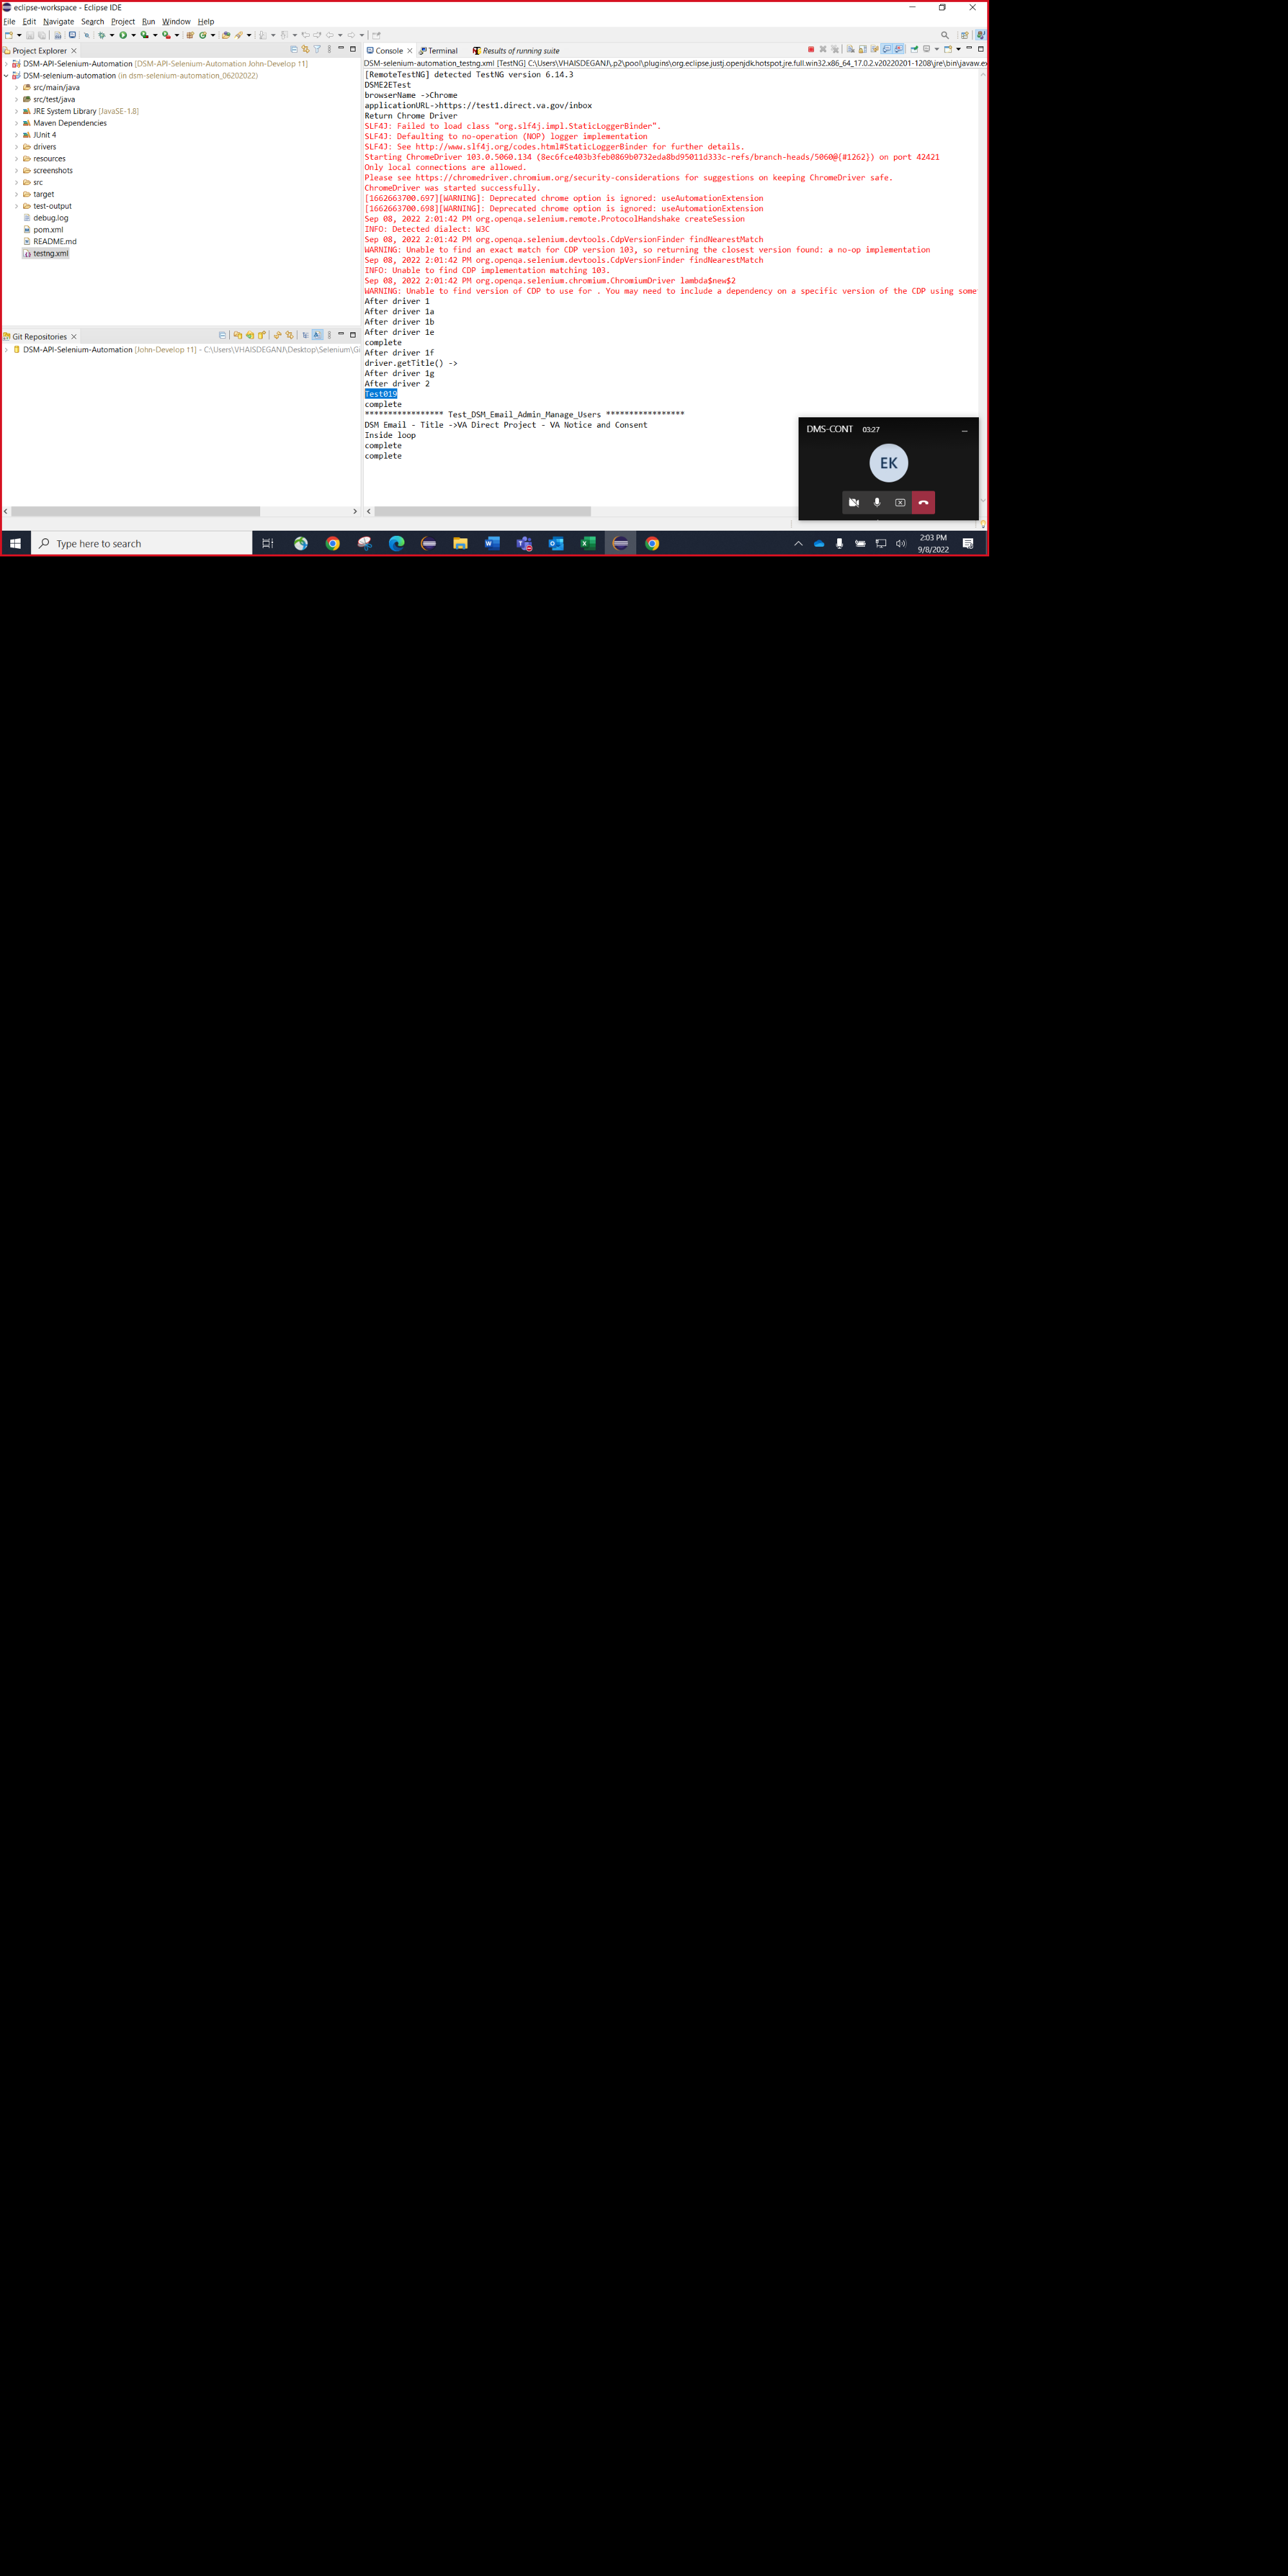 eclipse-workspace - Eclipse IDE
File Edit Navigate Search Project Run Window Help
Project Explorer
DSM-API-Selenium-Automation [DSM-API-Selenium-Automation John-Develop 11]
DSM-selenium-automation (in dsm-selenium-automation_06202022)
src/main/java
src/test/java
JRE System Library [JavaSE-1.8]
Maven Dependencies
JUnit 4
drivers
resources
screenshots
src
target
test-output
debug.log
pom.xml
README.md
testng.xml
Git Repositories
DSM-API-Selenium-Automation [John-Develop 11] - C:\Users\VHAISDEGANJ\Desktop\Selenium\Gi
Console Terminal Results of running suite
DSM-selenium-automation_testng.xml [TestNG] C:\Users\VHAISDEGANJ\.p2\pool\plugins\org.eclipse.justj.openjdk.hotspot.jre.full.win32.x86_64_17.0.2.v20220201-1208\jre\bin\javaw.ex
[RemoteTestNG] detected TestNG version 6.14.3
DSME2ETest
browserName ->Chrome
applicationURL->https://test1.direct.va.gov/inbox
Return Chrome Driver
SLF4J: Failed to load class "org.slf4j.impl.StaticLoggerBinder".
SLF4J: Defaulting to no-operation (NOP) logger implementation
SLF4J: See http://www.slf4j.org/codes.html#StaticLoggerBinder for further details.
Starting ChromeDriver 103.0.5060.134 (8ec6fce403b3feb0869b0732eda8bd95011d333c-refs/branch-heads/5060@{#1262}) on port 42421
Only local connections are allowed.
Please see https://chromedriver.chromium.org/security-considerations for suggestions on keeping ChromeDriver safe.
ChromeDriver was started successfully.
[1662663700.697][WARNING]: Deprecated chrome option is ignored: useAutomationExtension
[1662663700.698][WARNING]: Deprecated chrome option is ignored: useAutomationExtension
Sep 08, 2022 2:01:42 PM org.openqa.selenium.remote.ProtocolHandshake createSession
INFO: Detected dialect: W3C
Sep 08, 2022 2:01:42 PM org.openqa.selenium.devtools.CdpVersionFinder findNearestMatch
WARNING: Unable to find an exact match for CDP version 103, so returning the closest version found: a no-op implementation
Sep 08, 2022 2:01:42 PM org.openqa.selenium.devtools.CdpVersionFinder findNearestMatch
INFO: Unable to find CDP implementation matching 103.
Sep 08, 2022 2:01:42 PM org.openqa.selenium.chromium.ChromiumDriver lambda$new$2
WARNING: Unable to find version of CDP to use for . You may need to include a dependency on a specific version of the CDP using some
After driver 1
After driver 1a
After driver 1b
After driver 1e
complete
After driver 1f
driver.getTitle() ->
After driver 1g
After driver 2
Test019
complete
***************** Test_DSM_Email_Admin_Manage_Users *****************
DSM Email - Title ->VA Direct Project - VA Notice and Consent
Inside loop
complete
complete
DMS-CONT 03:27
EK
Type here to search
2:03 PM
9/8/2022